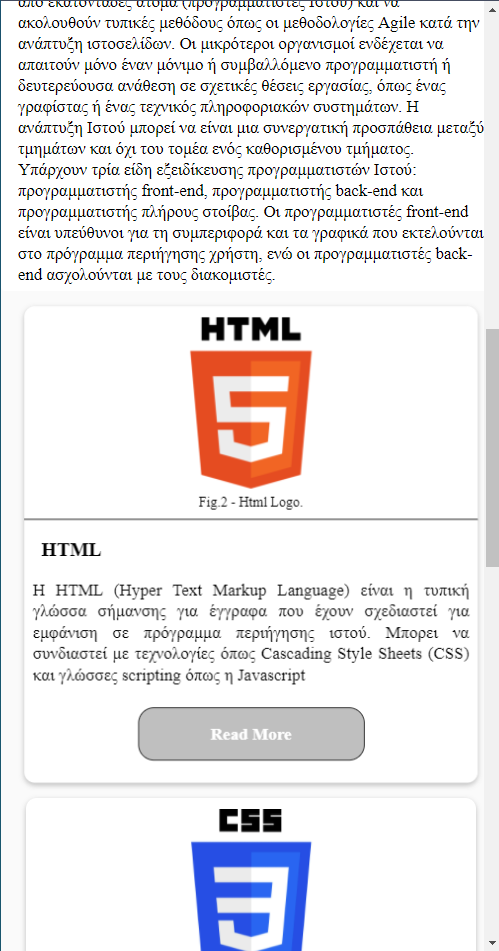 από εκατοντάδες άτομα (προγραμματιστές Ιστού) και να
ακολουθούν τυπικές μεθόδους όπως οι μεθοδολογίες Agile κατά την
ανάπτυξη ιστοσελίδων. Οι μικρότεροι οργανισμοί ενδέχεται να
απαιτούν μόνο έναν μόνιμο ή συμβαλλόμενο προγραμματιστή ή
δευτερεύουσα ανάθεση σε σχετικές θέσεις εργασίας, όπως ένας
γραφίστας ή ένας τεχνικός πληροφοριακών συστημάτων. Η
ανάπτυξη Ιστού μπορεί να είναι μια συνεργατική προσπάθεια μεταξύ
τμημάτων και όχι του τομέα ενός καθορισμένου τμήματος.
Υπάρχουν τρία είδη εξειδίκευσης προγραμματιστών Ιστού:
προγραμματιστής front-end, προγραμματιστής back-end και
προγραμματιστής πλήρους στοίβας. Οι προγραμματιστές front-end
είναι υπεύθυνοι για τη συμπεριφορά και τα γραφικά που εκτελούνται
στο πρόγραμμα περιήγησης χρήστη, ενώ οι προγραμματιστές back-
end ασχολούνται με τους διακομιστές.
HTML
5
Fig.2 - Html Logo.
HTML
Η HTML (Hyper Text Markup Language) είναι η τυπική
γλώσσα σήμανσης για έγγραφα που έχουν σχεδιαστεί για
εμφάνιση σε πρόγραμμα περιήγησης ιστού. Μπορει να
συνδιαστεί με τεχνολογίες όπως Cascading Style Sheets (CSS)
και γλώσσες scripting όπως η Javascript
Read More
CSS
3